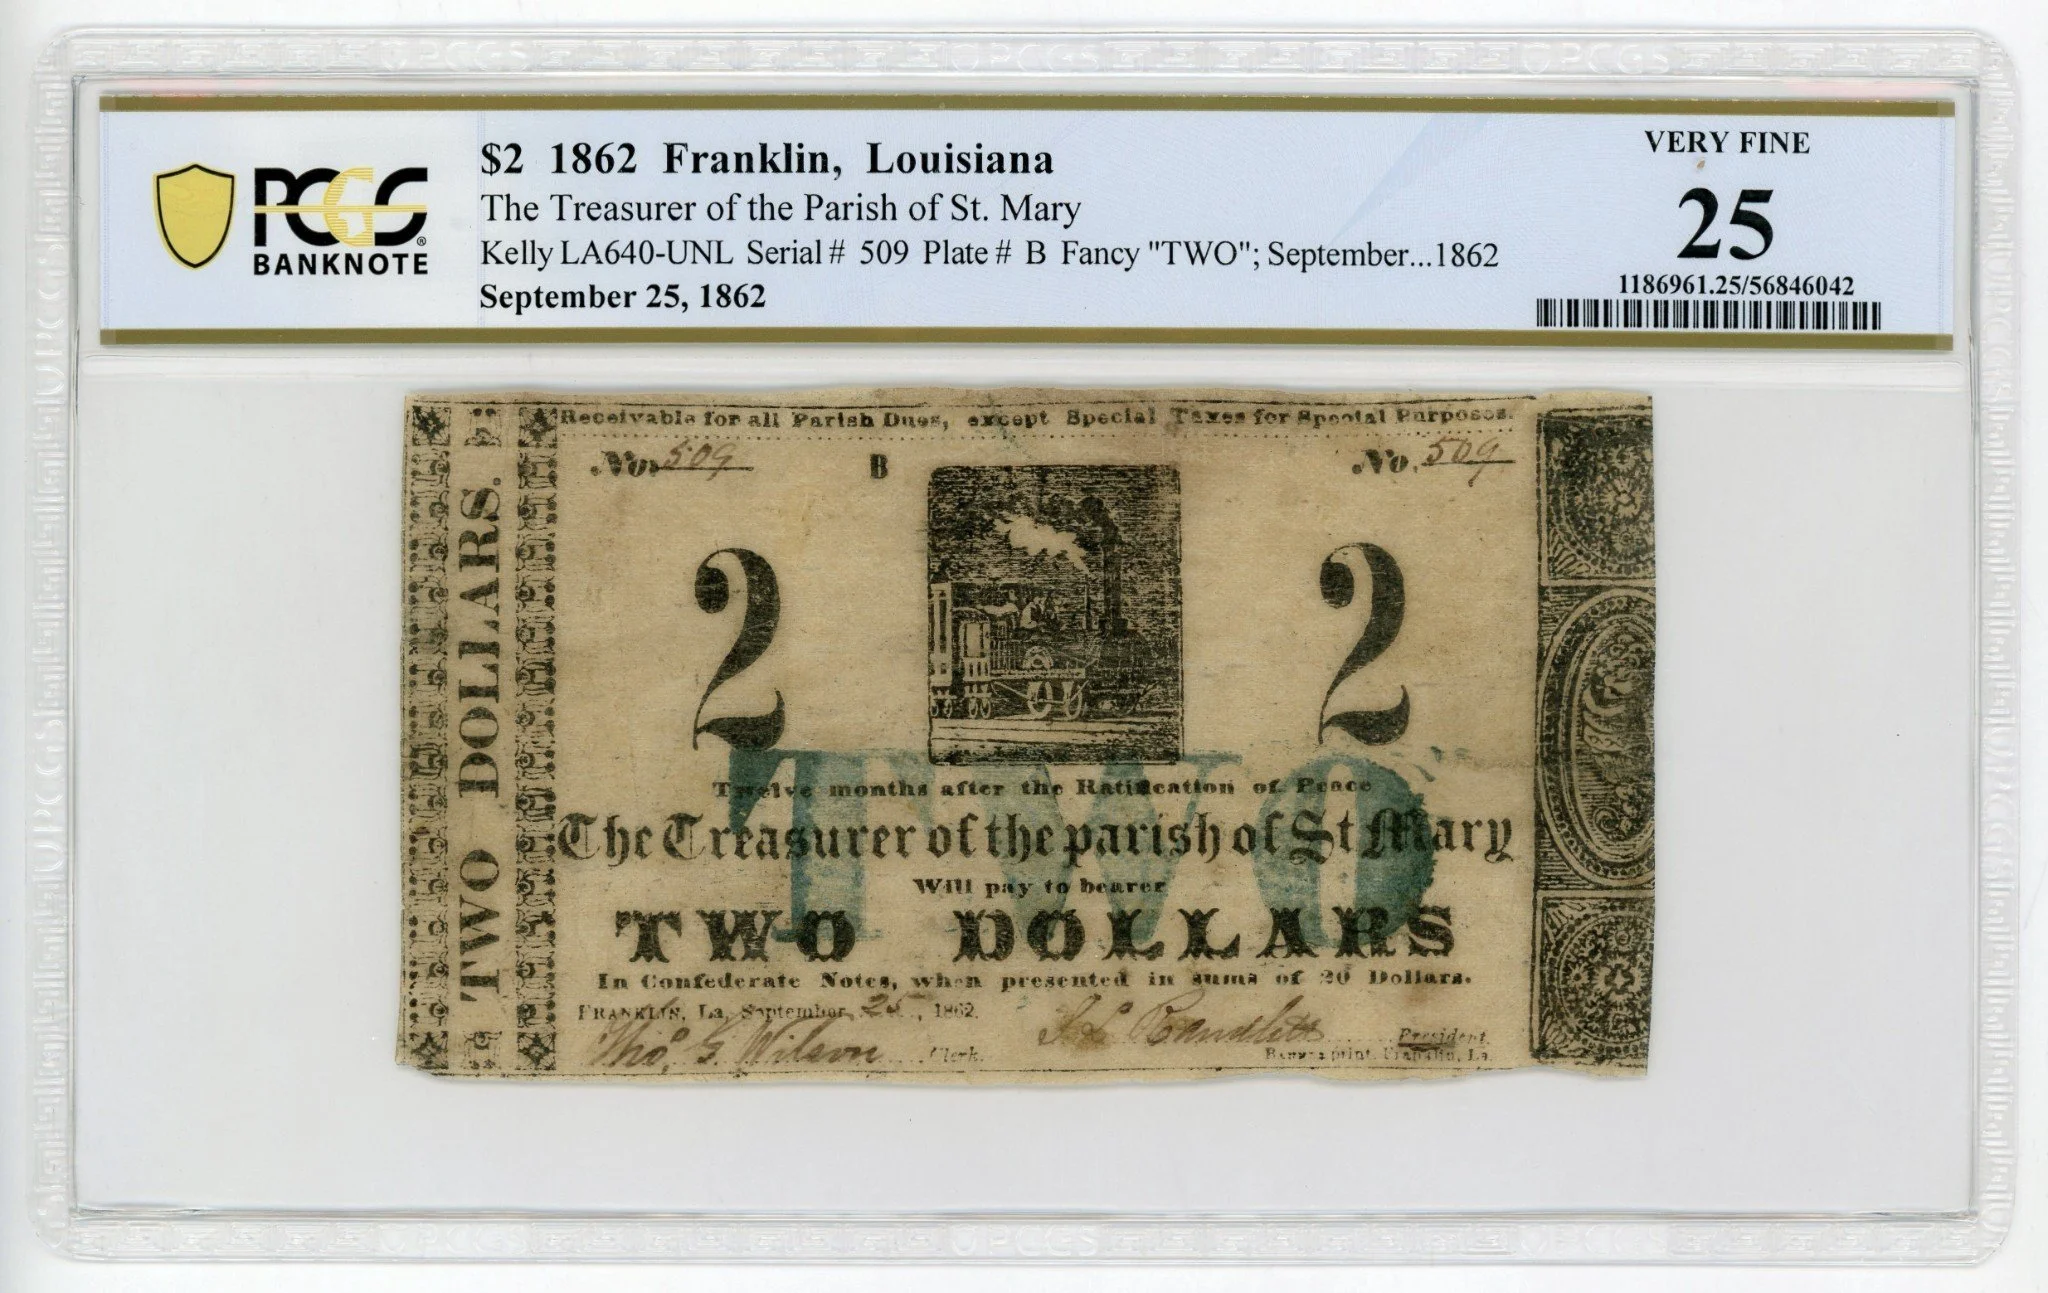 PCGS
BANKNOTE
$2 1862 Franklin, Louisiana
The Treasurer of the Parish of St. Mary
Kelly LA640-UNL Serial # 509 Plate # B Fancy "TWO"; September...1862
September 25, 1862
VERY FINE
25
1186961.25/56846042
Receivable for all Parish Dues, except Special Taxes for Special Purposes.
No. 509 B No. 509
TWO DOLLARS.
2 2
TWO
Twelve months after the Ratification of Peace
The Treasurer of the parish of St Mary
Will pay to bearer
TWO DOLLARS
In Confederate Notes, when presented in sums of 20 Dollars.
FRANKLIN, La, September 25, 1862.
Tho. G. Wilson Clerk. President.
print, Franklin, La.